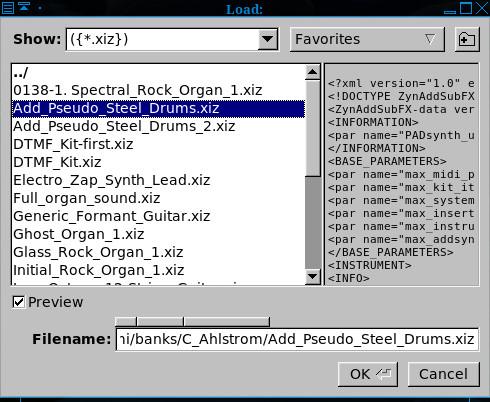 Load:
Show: ({*.xiz}) Favorites
../
0138-1. Spectral_Rock_Organ_1.xiz
Add_Pseudo_Steel_Drums.xiz
Add_Pseudo_Steel_Drums_2.xiz
DTMF_Kit-first.xiz
DTMF_Kit.xiz
Electro_Zap_Synth_Lead.xiz
Full_organ_sound.xiz
Generic_Formant_Guitar.xiz
Ghost_Organ_1.xiz
Glass_Rock_Organ_1.xiz
Initial_Rock_Organ_1.xiz
<?xml version="1.0" e
<!DOCTYPE ZynAddSubFX
<ZynAddSubFX-data ver
<INFORMATION>
<par name="PADsynth_u
</INFORMATION>
<BASE_PARAMETERS>
<par name="max_midi_p
<par name="max_kit_it
<par name="max_system
<par name="max_insert
<par name="max_instru
<par name="max_addsyn
</BASE_PARAMETERS>
<INSTRUMENT>
<INFO>
Preview
Filename: ni/banks/C_Ahlstrom/Add_Pseudo_Steel_Drums.xiz
OK Cancel